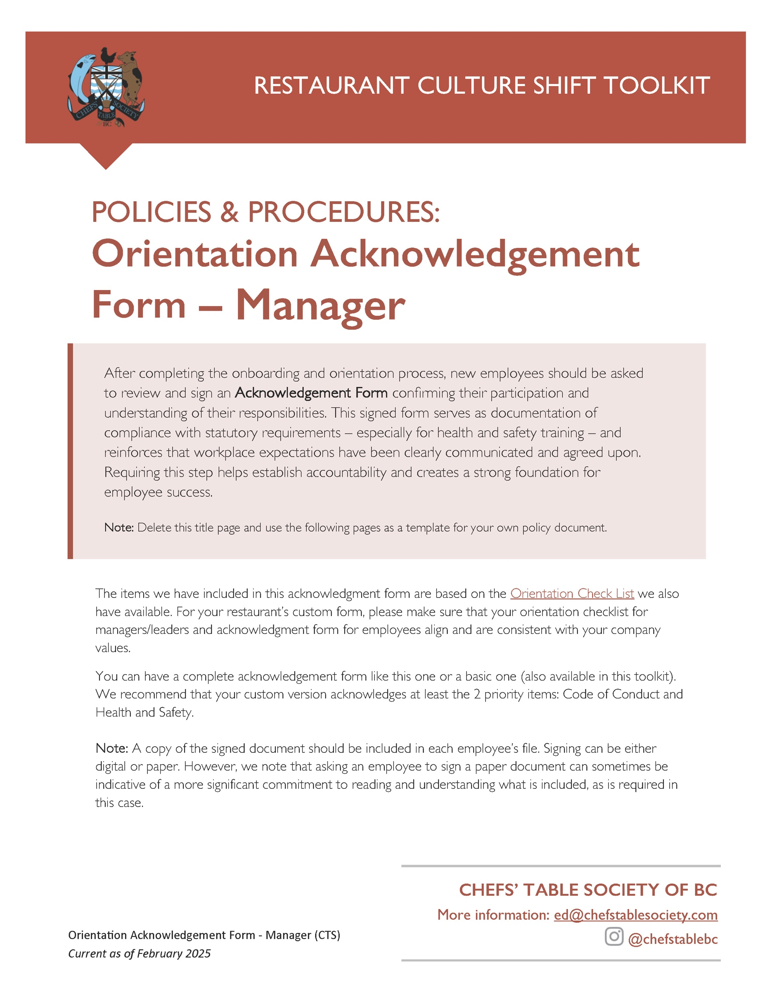 CHEFS' TABLE SOCIETY
BC
RESTAURANT CULTURE SHIFT TOOLKIT
POLICIES & PROCEDURES:
Orientation Acknowledgement
Form – Manager
After completing the onboarding and orientation process, new employees should be asked
to review and sign an Acknowledgement Form confirming their participation and
understanding of their responsibilities. This signed form serves as documentation of
compliance with statutory requirements – especially for health and safety training – and
reinforces that workplace expectations have been clearly communicated and agreed upon.
Requiring this step helps establish accountability and creates a strong foundation for
employee success.
Note: Delete this title page and use the following pages as a template for your own policy document.
The items we have included in this acknowledgment form are based on the Orientation Check List we also
have available. For your restaurant’s custom form, please make sure that your orientation checklist for
managers/leaders and acknowledgment form for employees align and are consistent with your company
values.
You can have a complete acknowledgement form like this one or a basic one (also available in this toolkit).
We recommend that your custom version acknowledges at least the 2 priority items: Code of Conduct and
Health and Safety.
Note: A copy of the signed document should be included in each employee’s file. Signing can be either
digital or paper. However, we note that asking an employee to sign a paper document can sometimes be
indicative of a more significant commitment to reading and understanding what is included, as is required in
this case.
CHEFS’ TABLE SOCIETY OF BC
More information: ed@chefstablesociety.com
@chefstablebc
Orientation Acknowledgement Form - Manager (CTS)
Current as of February 2025